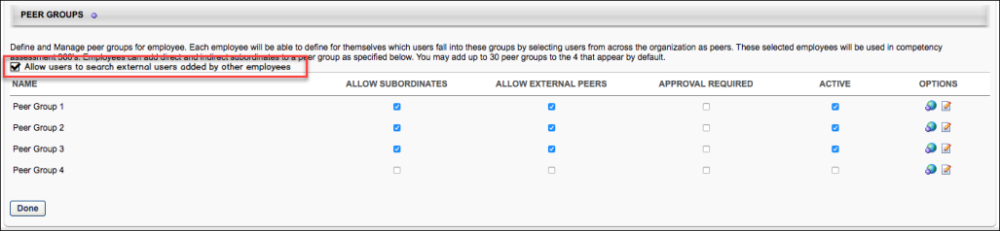 PEER GROUPS
Define and Manage peer groups for employee. Each employee will be able to define for themselves which users fall into these groups by selecting users from across the organization as peers. These selected employees will be used in competency
assessment 360's. Employees can add direct and indirect subordinates to a peer group as specified below. You may add up to 30 peer groups to the 4 that appear by default.
Allow users to search external users added by other employees
NAME ALLOW SUBORDINATES ALLOW EXTERNAL PEERS APPROVAL REQUIRED ACTIVE OPTIONS
Peer Group 1
Peer Group 2
Peer Group 3
Peer Group 4
Done